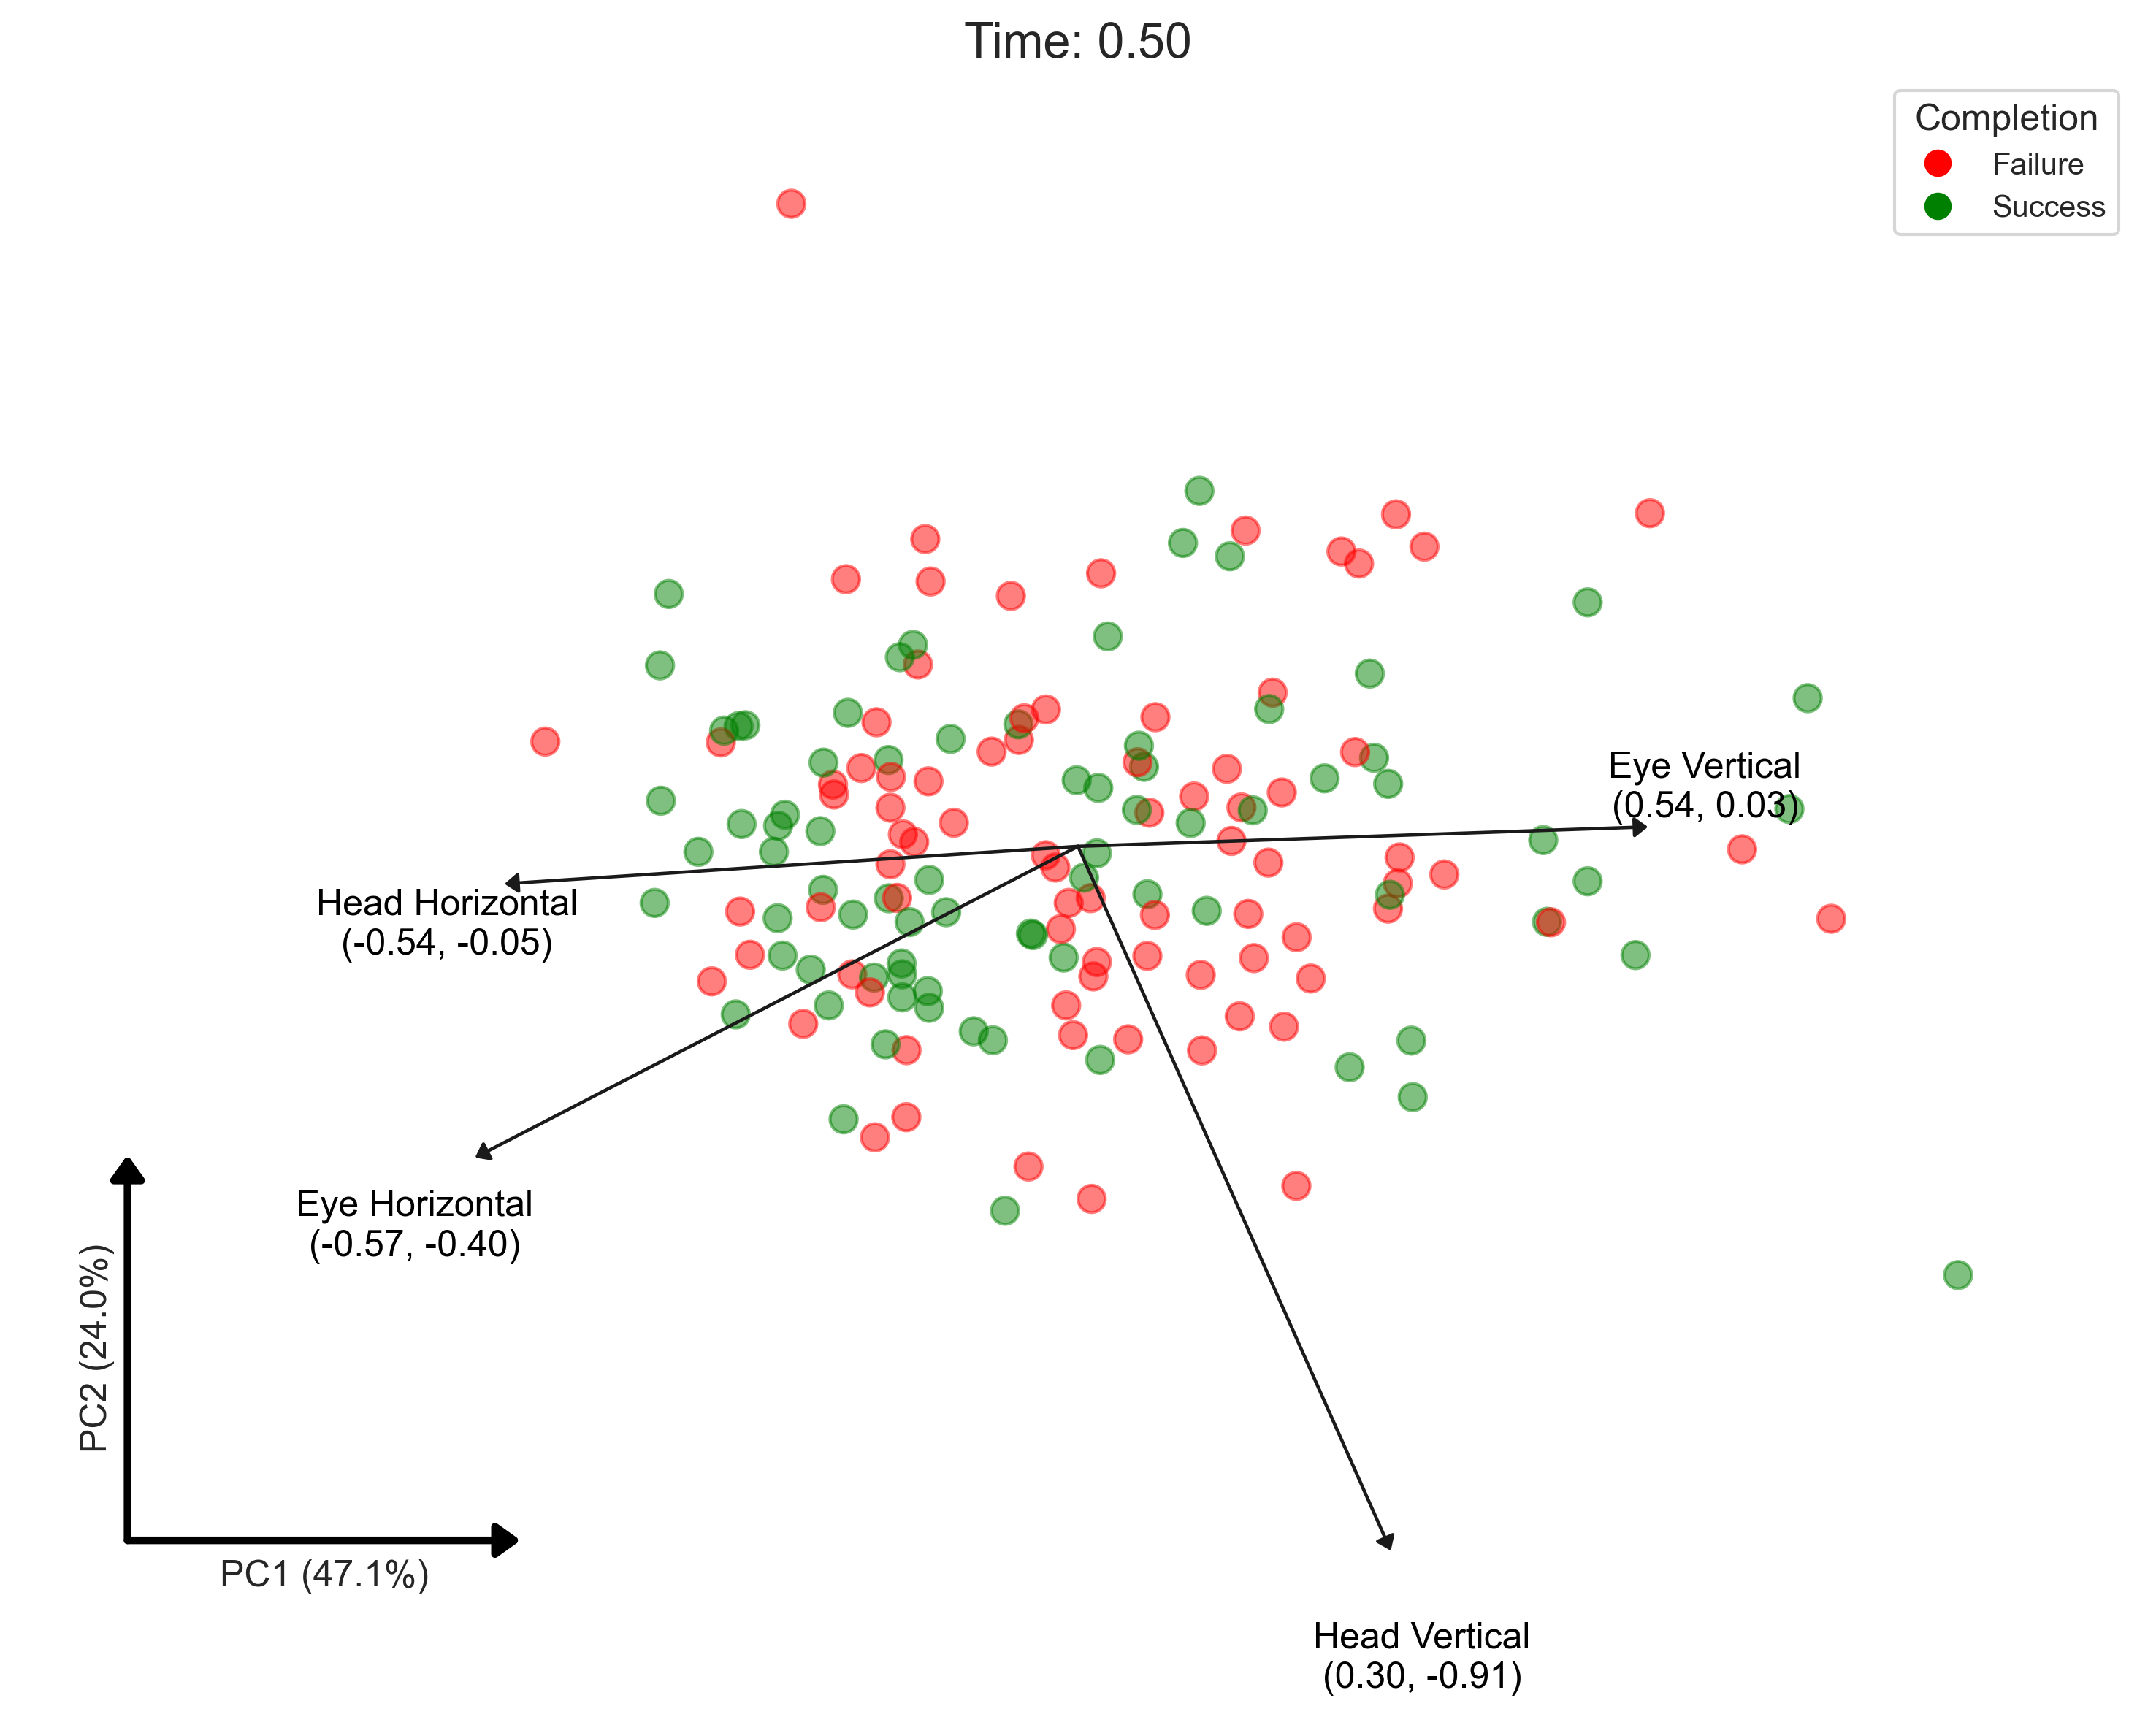 Time: 0.50
Completion
Failure
Success
Eye Vertical
(0.54, 0.03)
Head Horizontal
(-0.54, -0.05)
Eye Horizontal
(-0.57, -0.40)
PC2 (24.0%)
PC1 (47.1%)
Head Vertical
(0.30, -0.91)